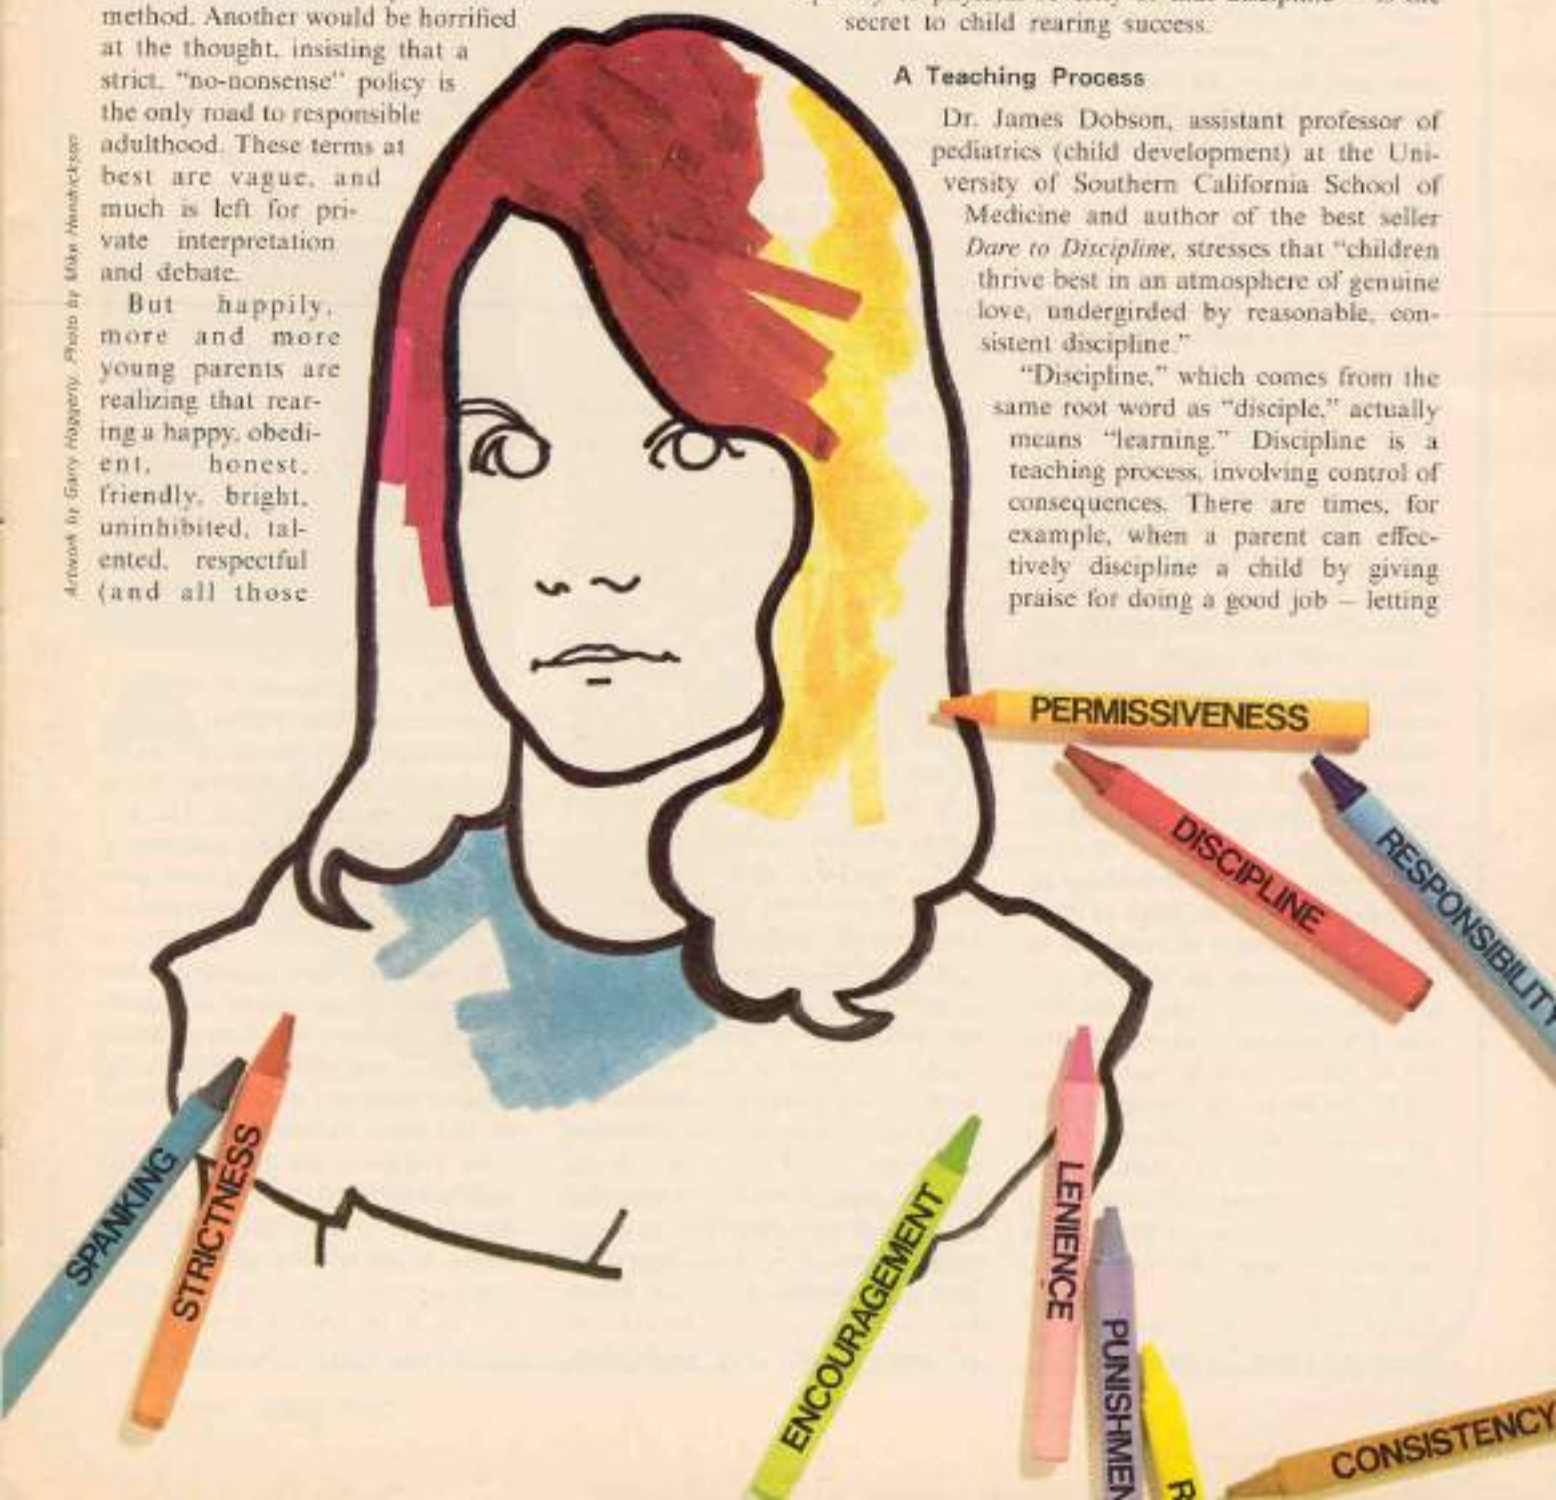 method. Another would be horrified
at the thought, insisting that a
strict, "no-nonsense" policy is
the only road to responsible
adulthood. These terms at
best are vague, and
much is left for pri-
vate interpretation
and debate.
But happily,
more and more
young parents are
realizing that rear-
ing a happy, obedi-
ent, honest,
friendly, bright,
uninhibited, tal-
ented, respectful
(and all those
Artwork by Gary Haggerty, Photo by Mike Hendrickson
secret to child rearing success.
A Teaching Process
Dr. James Dobson, assistant professor of
pediatrics (child development) at the Uni-
versity of Southern California School of
Medicine and author of the best seller
Dare to Discipline, stresses that "children
thrive best in an atmosphere of genuine
love, undergirded by reasonable, con-
sistent discipline."
"Discipline," which comes from the
same root word as "disciple," actually
means "learning." Discipline is a
teaching process, involving control of
consequences. There are times, for
example, when a parent can effec-
tively discipline a child by giving
praise for doing a good job — letting
PERMISSIVENESS
DISCIPLINE
RESPONSIBILITY
SPANKING
STRICTNESS
ENCOURAGEMENT
LENIENCE
PUNISHMEN
R
CONSISTENCY